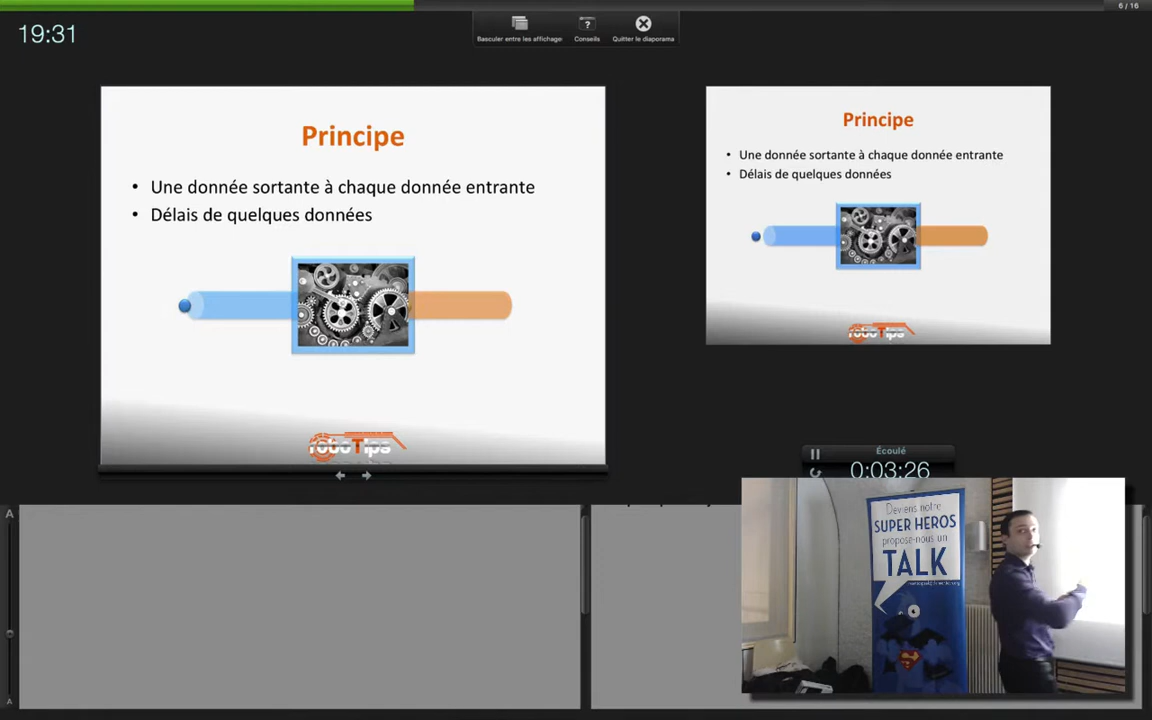 6 / 16
19:31
Basculer entre les affichages
Conseils
Quitter le diaporama
Principe
• Une donnée sortante à chaque donnée entrante
• Délais de quelques données
roboTips
Principe
• Une donnée sortante à chaque donnée entrante
• Délais de quelques données
roboTips
Écoulé
0:03:26
A
A
Deviens notre
SUPER HEROS
propose-nous un
TALK